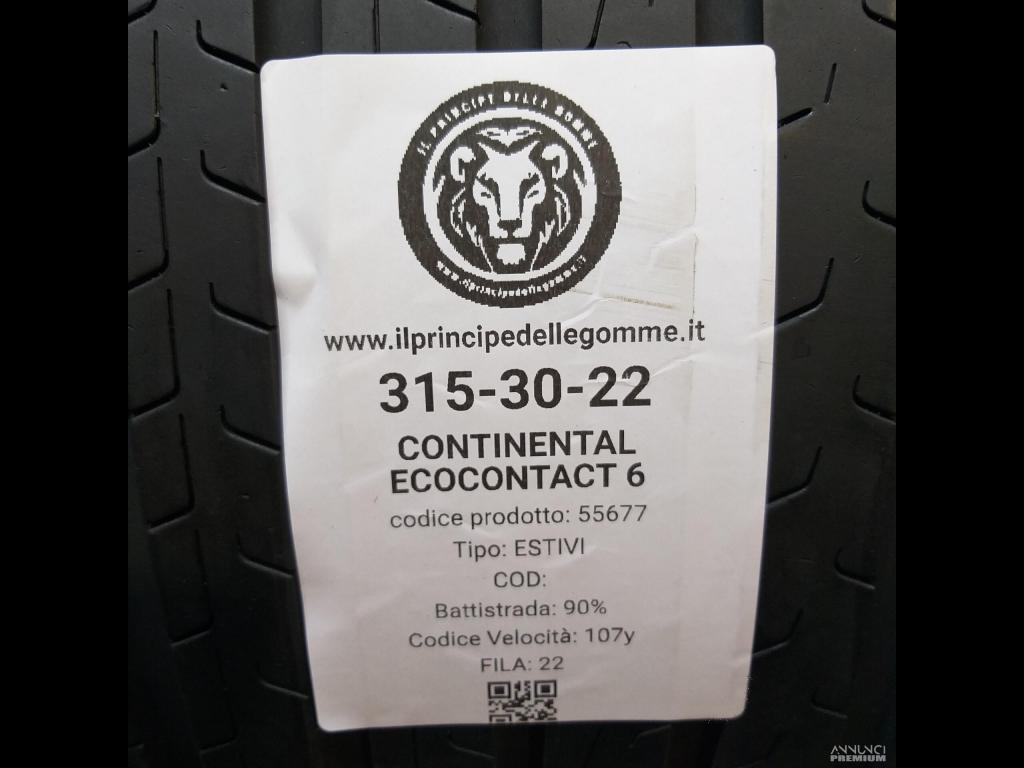 IL PRINCIPE DELLE GOMME
www.ilprincipedellegomme.it
www.ilprincipedellegomme.it
315-30-22
CONTINENTAL
ECOCONTACT 6
codice prodotto: 55677
Tipo: ESTIVI
COD:
Battistrada: 90%
Codice Velocità: 107y
FILA: 22
ANNUNCI
PREMIUM